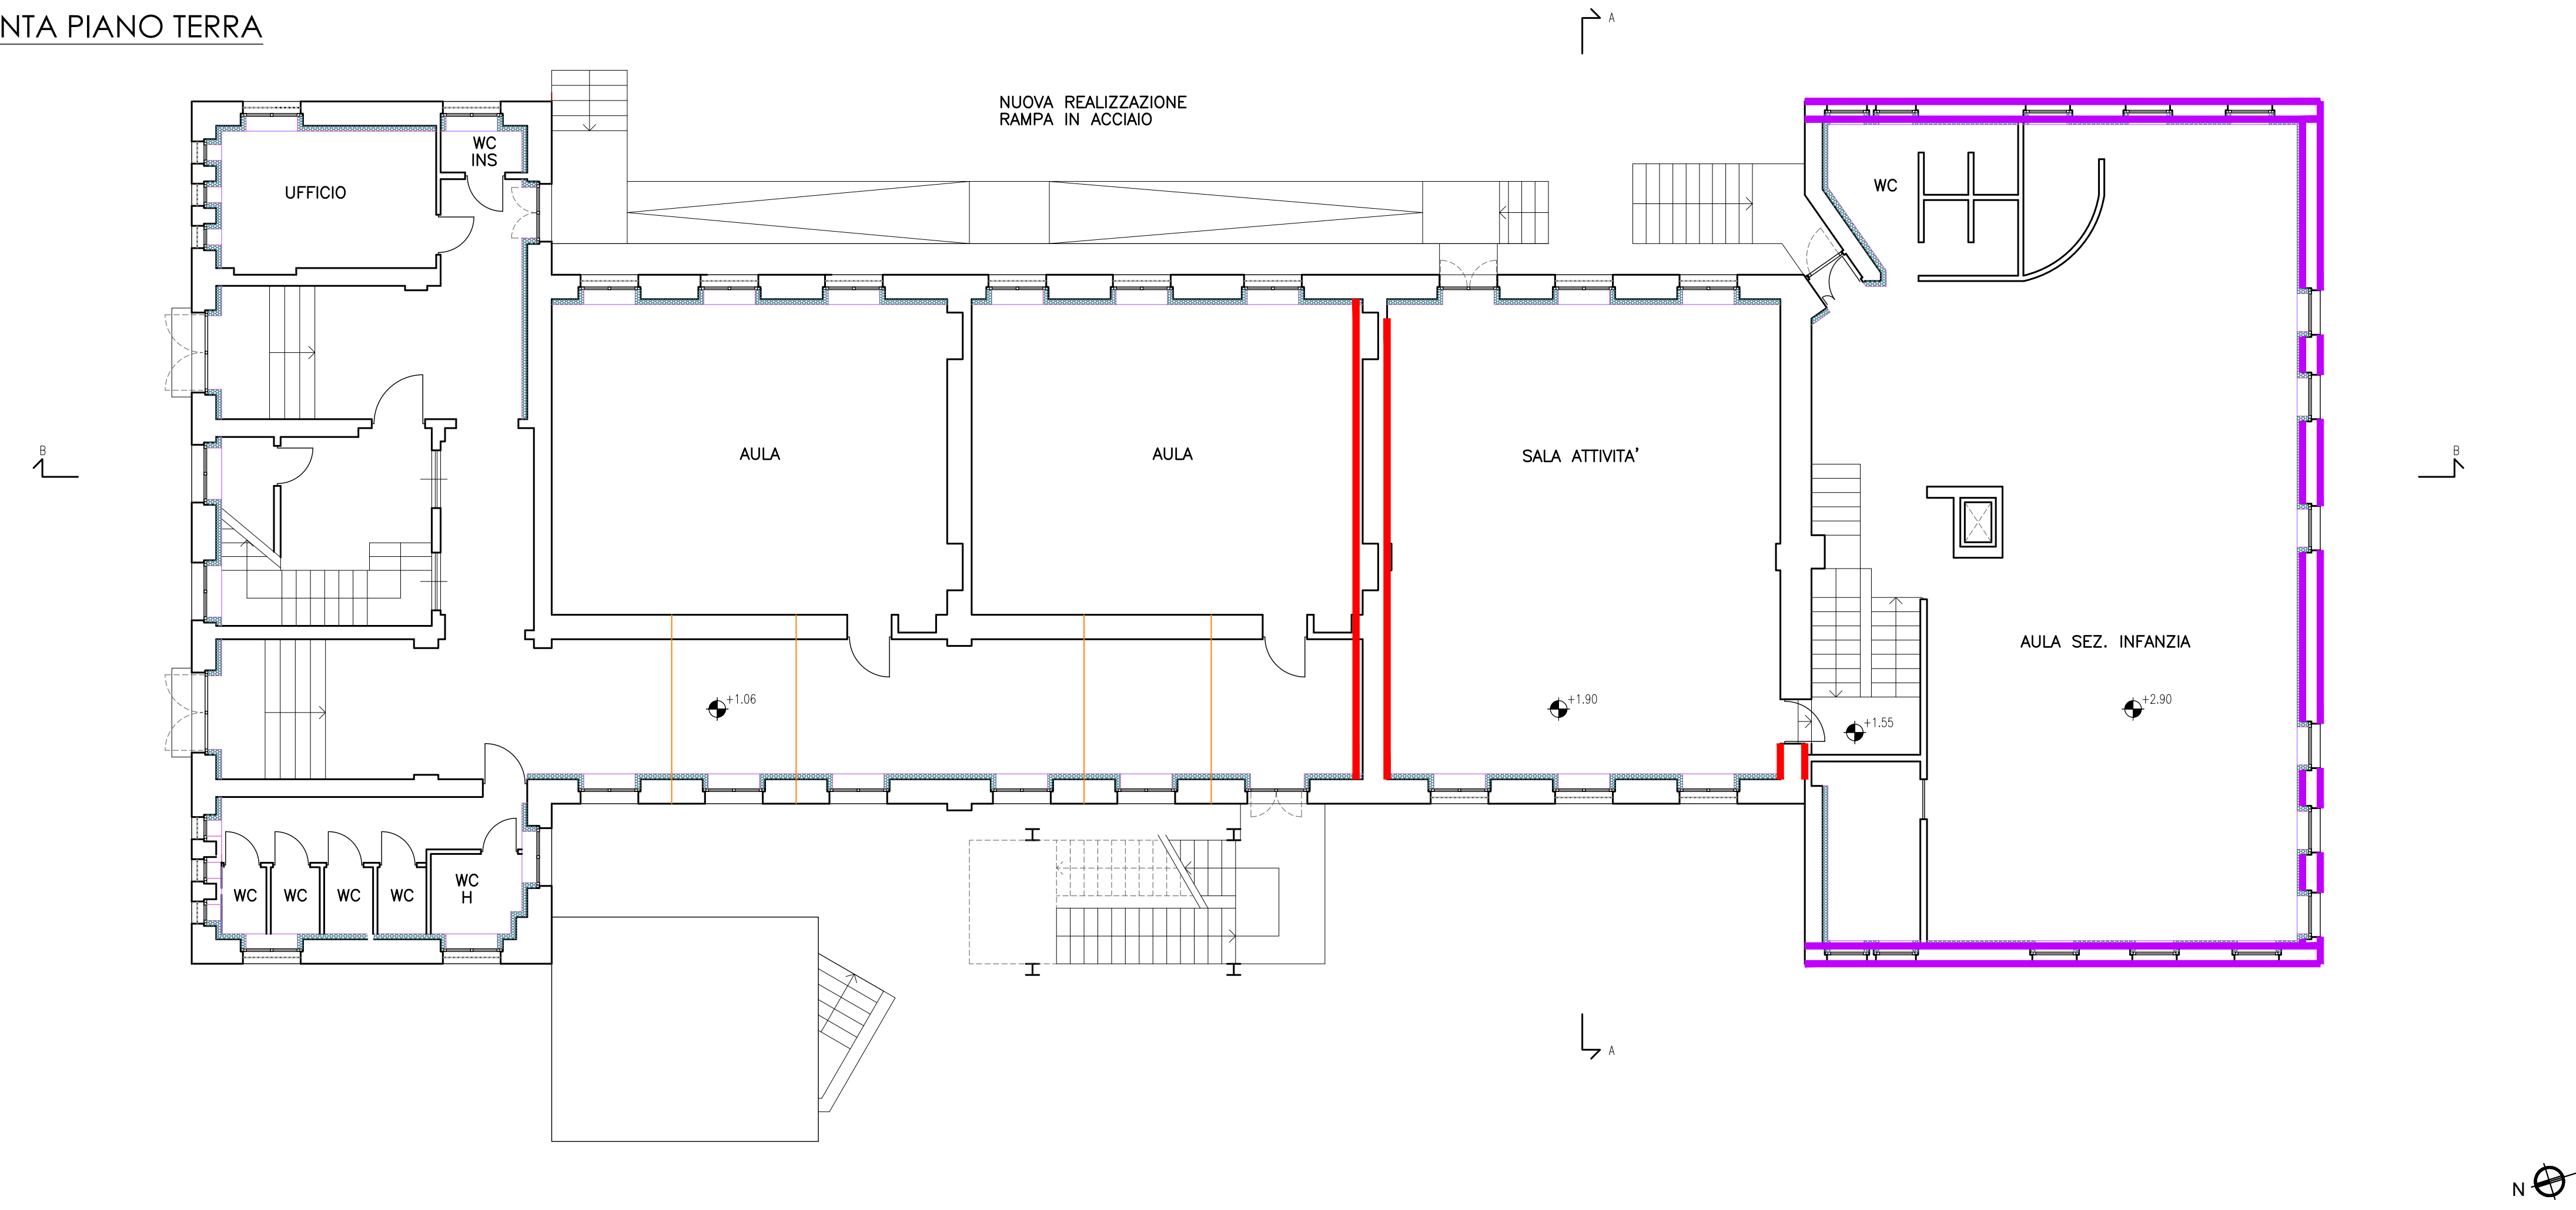 NTA PIANO TERRA
A
NUOVA REALIZZAZIONE
RAMPA IN ACCIAIO
WC
INS
UFFICIO
WC
B
AULA
AULA
SALA ATTIVITA'
B
AULA SEZ. INFANZIA
+1.06
+1.90
+1.55
+2.90
WC
WC
WC
WC
WC
H
A
N